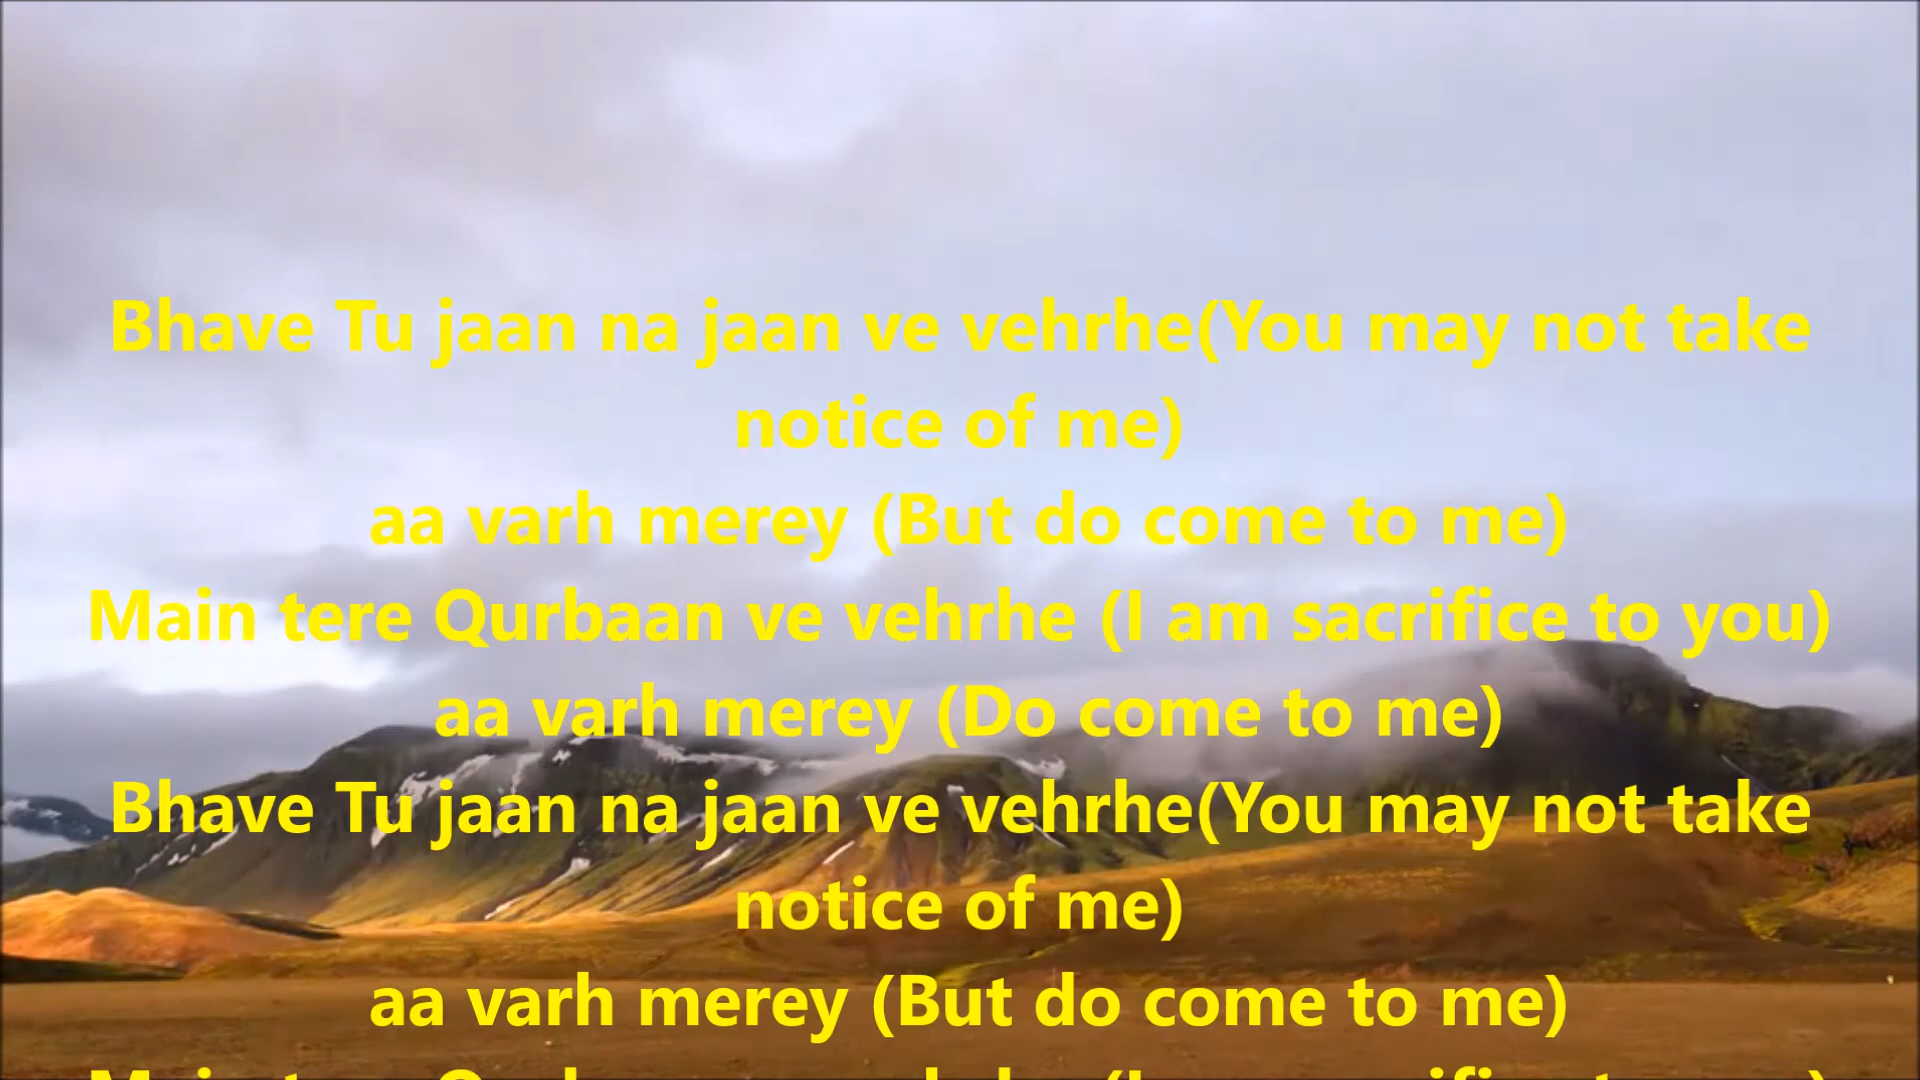 Bhave Tu jaan na jaan ve vehrhe(You may not take
notice of me)
aa varh merey (But do come to me)
Main tere Qurbaan ve vehrhe (I am sacrifice to you)
aa varh merey (Do come to me)
Bhave Tu jaan na jaan ve vehrhe(You may not take
notice of me)
aa varh merey (But do come to me)